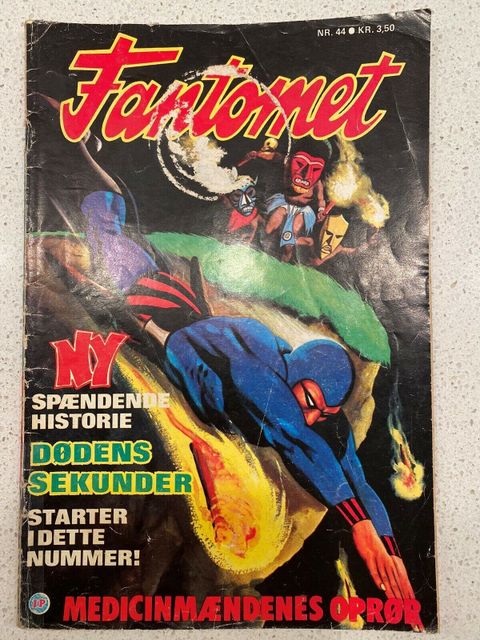 NR. 44 ● KR. 3,50
Fantomet
NY
SPÆNDENDE
HISTORIE
DØDENS
SEKUNDER
STARTER
I DETTE
NUMMER!
I/P
MEDICINMÆNDENES OPRØR